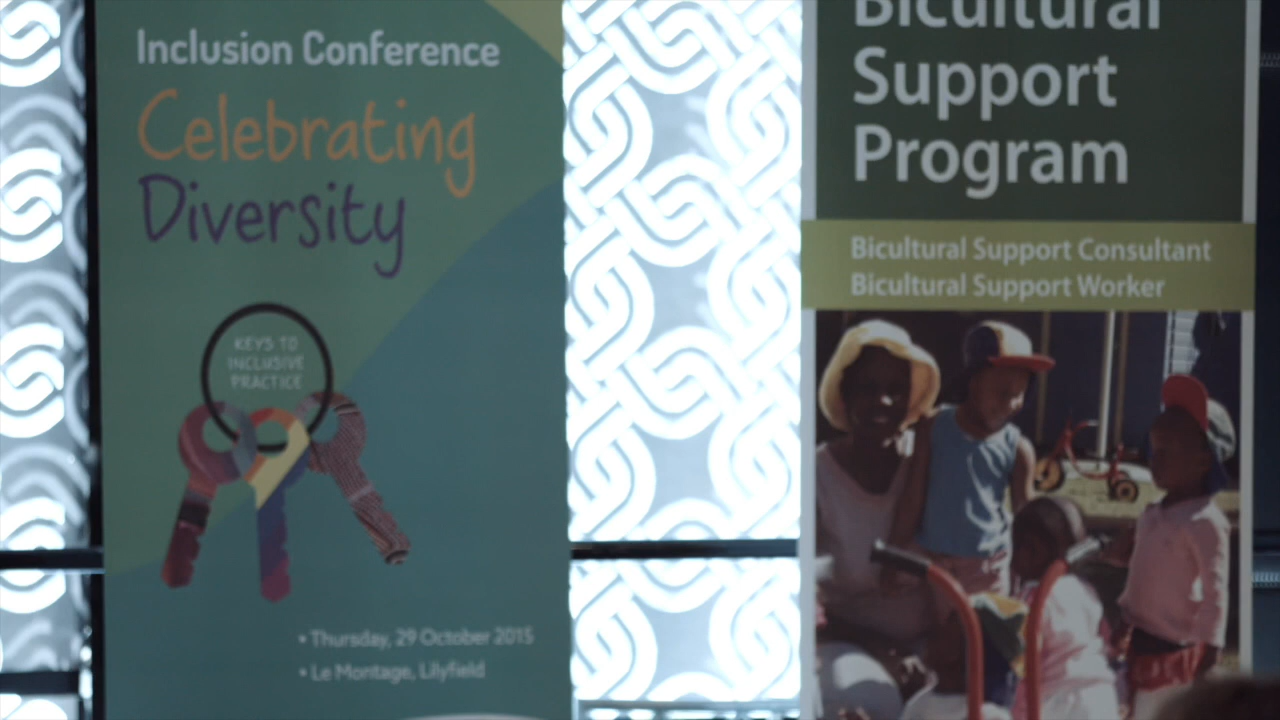 Inclusion Conference
Celebrating
Diversity
KEYS TO
INCLUSIVE
PRACTICE
• Thursday, 29 October 2015
• Le Montage, Lilyfield
Bicultural
Support
Program
Bicultural Support Consultant
Bicultural Support Worker